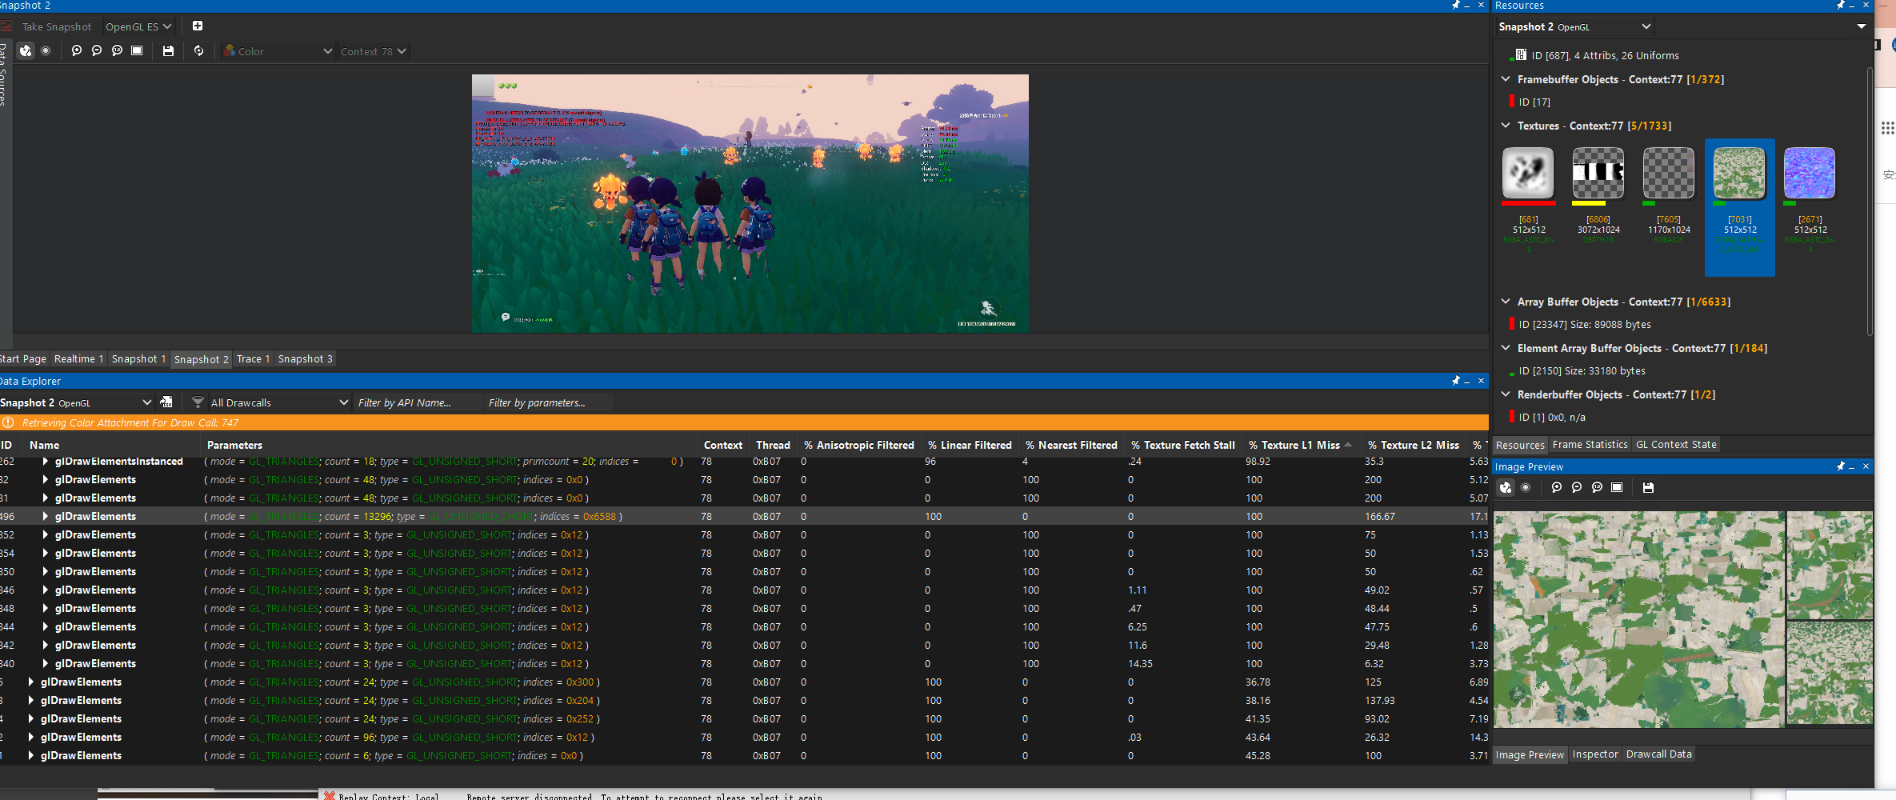 Snapshot 2
Take Snapshot OpenGL ES
Color Context 78
Data Sources
Start Page Realtime 1 Snapshot 1 Snapshot 2 Trace 1 Snapshot 3
Data Explorer
Snapshot 2 OpenGL All Drawcalls Filter by API Name... Filter by parameters...
Retrieving Color Attachment For Draw Call: 747
ID Name Parameters Context Thread % Anisotropic Filtered % Linear Filtered % Nearest Filtered % Texture Fetch Stall % Texture L1 Miss % Texture L2 Miss % T
262 glDrawElementsInstanced ( mode = GL_TRIANGLES; count = 18; type = GL_UNSIGNED_SHORT; primcount = 20; indices = 0 ) 78 0xB07 0 96 4 .24 98.92 35.3 5.63
82 glDrawElements ( mode = GL_TRIANGLES; count = 48; type = GL_UNSIGNED_SHORT; indices = 0x0 ) 78 0xB07 0 0 100 0 100 200 5.12
81 glDrawElements ( mode = GL_TRIANGLES; count = 48; type = GL_UNSIGNED_SHORT; indices = 0x0 ) 78 0xB07 0 0 100 0 100 200 5.07
496 glDrawElements ( mode = GL_TRIANGLES; count = 13296; type = GL_UNSIGNED_SHORT; indices = 0x6588 ) 78 0xB07 0 100 0 0 100 166.67 17.1
852 glDrawElements ( mode = GL_TRIANGLES; count = 3; type = GL_UNSIGNED_SHORT; indices = 0x12 ) 78 0xB07 0 0 100 0 100 75 1.13
854 glDrawElements ( mode = GL_TRIANGLES; count = 3; type = GL_UNSIGNED_SHORT; indices = 0x12 ) 78 0xB07 0 0 100 0 100 50 1.53
850 glDrawElements ( mode = GL_TRIANGLES; count = 3; type = GL_UNSIGNED_SHORT; indices = 0x12 ) 78 0xB07 0 0 100 0 100 50 .62
846 glDrawElements ( mode = GL_TRIANGLES; count = 3; type = GL_UNSIGNED_SHORT; indices = 0x12 ) 78 0xB07 0 0 100 1.11 100 49.02 .57
848 glDrawElements ( mode = GL_TRIANGLES; count = 3; type = GL_UNSIGNED_SHORT; indices = 0x12 ) 78 0xB07 0 0 100 .47 100 48.44 .5
844 glDrawElements ( mode = GL_TRIANGLES; count = 3; type = GL_UNSIGNED_SHORT; indices = 0x12 ) 78 0xB07 0 0 100 6.25 100 47.75 .6
842 glDrawElements ( mode = GL_TRIANGLES; count = 3; type = GL_UNSIGNED_SHORT; indices = 0x12 ) 78 0xB07 0 0 100 11.6 100 29.48 1.28
840 glDrawElements ( mode = GL_TRIANGLES; count = 3; type = GL_UNSIGNED_SHORT; indices = 0x12 ) 78 0xB07 0 0 100 14.35 100 6.32 3.73
5 glDrawElements ( mode = GL_TRIANGLES; count = 24; type = GL_UNSIGNED_SHORT; indices = 0x300 ) 78 0xB07 0 100 0 0 36.78 125 6.89
3 glDrawElements ( mode = GL_TRIANGLES; count = 24; type = GL_UNSIGNED_SHORT; indices = 0x204 ) 78 0xB07 0 100 0 0 38.16 137.93 4.54
4 glDrawElements ( mode = GL_TRIANGLES; count = 24; type = GL_UNSIGNED_SHORT; indices = 0x252 ) 78 0xB07 0 100 0 0 41.35 93.02 7.19
2 glDrawElements ( mode = GL_TRIANGLES; count = 96; type = GL_UNSIGNED_SHORT; indices = 0x12 ) 78 0xB07 0 100 0 .03 43.64 26.32 14.3
1 glDrawElements ( mode = GL_TRIANGLES; count = 6; type = GL_UNSIGNED_SHORT; indices = 0x0 ) 78 0xB07 0 100 0 0 45.28 100 3.71
Replay Context: Local Remote server disconnected. To attempt to reconnect please select it again
Resources
Snapshot 2 OpenGL
ID [687], 4 Attribs, 26 Uniforms
Framebuffer Objects - Context:77 [1/372]
ID [17]
Textures - Context:77 [5/1733]
[681] [6806] [7605] [7031] [2671]
512x512 3072x1024 1170x1024 512x512 512x512
Array Buffer Objects - Context:77 [1/6633]
ID [23347] Size: 89088 bytes
Element Array Buffer Objects - Context:77 [1/184]
ID [2150] Size: 33180 bytes
Renderbuffer Objects - Context:77 [1/2]
ID [1] 0x0, n/a
Resources Frame Statistics GL Context State
Image Preview
Image Preview Inspector Drawcall Data